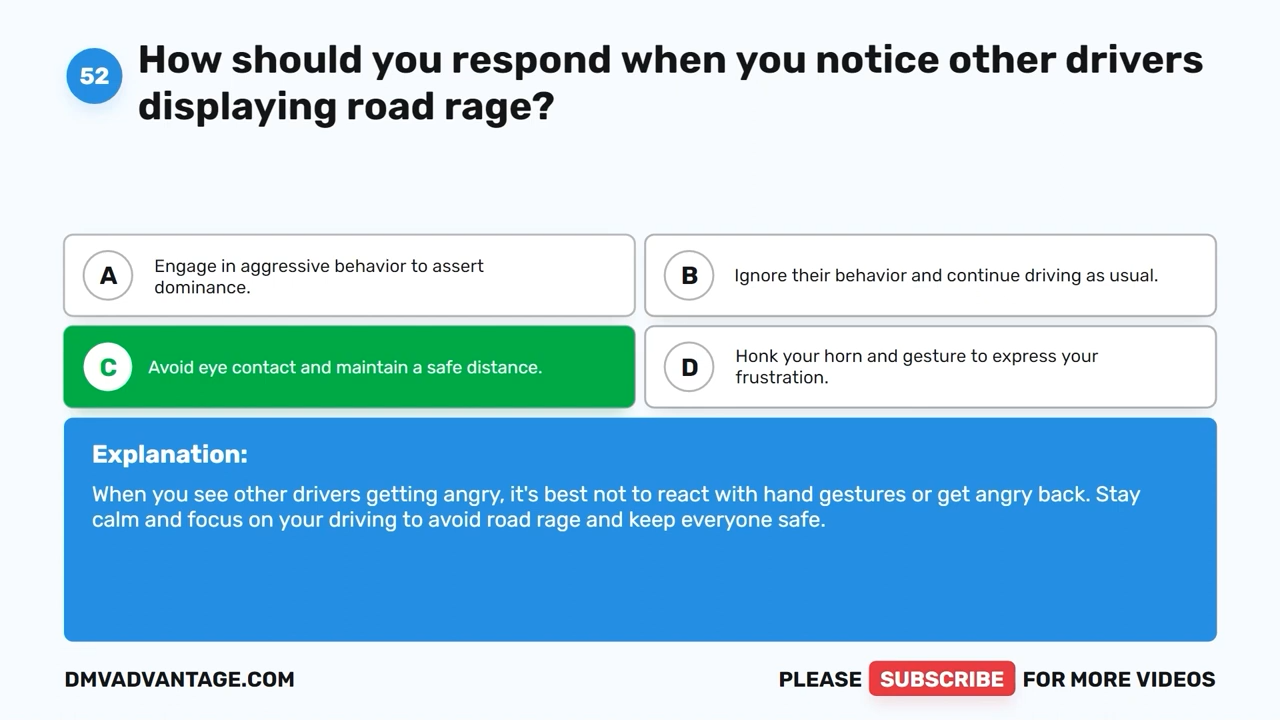 52
How should you respond when you notice other drivers
displaying road rage?
A
Engage in aggressive behavior to assert
dominance.
B
Ignore their behavior and continue driving as usual.
C
Avoid eye contact and maintain a safe distance.
D
Honk your horn and gesture to express your
frustration.
Explanation:
When you see other drivers getting angry, it's best not to react with hand gestures or get angry back. Stay
calm and focus on your driving to avoid road rage and keep everyone safe.
DMVADVANTAGE.COM
PLEASE SUBSCRIBE FOR MORE VIDEOS